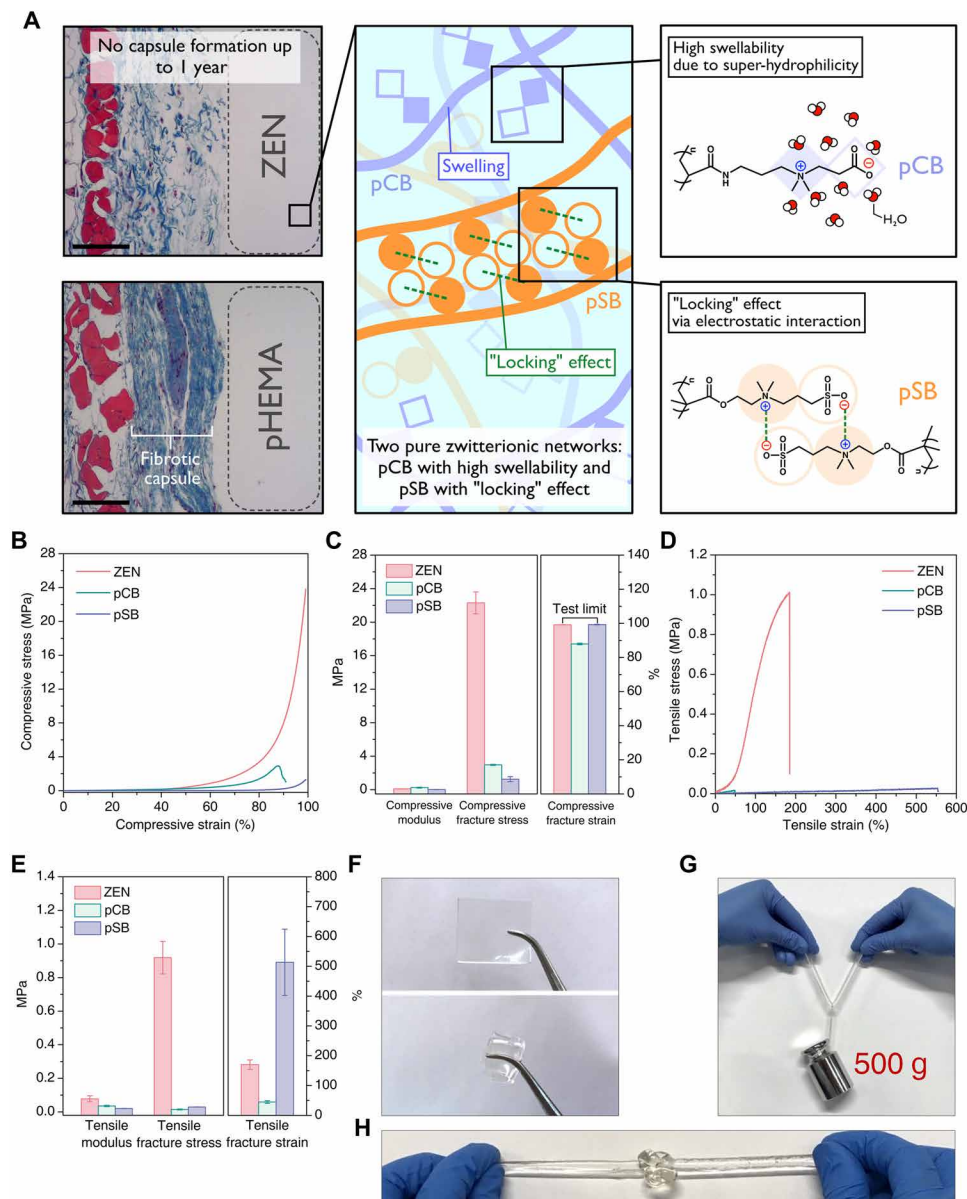 A
No capsule formation up
to 1 year
ZEN
pHEMA
Fibrotic
capsule
pCB
Swelling
pSB
"Locking" effect
Two pure zwitterionic networks:
pCB with high swellability and
pSB with "locking" effect
High swellability
due to super-hydrophilicity
n
O
N
H
N
⊕
⊖
O
O
pCB
H₂O
"Locking" effect
via electrostatic interaction
n
O
O
N
⊕
O
S
O
O
⊖
pSB
⊖
O
O
S
O
N
⊕
O
O
n
B
ZEN
pCB
pSB
Compressive stress (MPa)
28
24
20
16
12
8
4
0
0 20 40 60 80 100
Compressive strain (%)
C
ZEN
pCB
pSB
Test limit
MPa
28
24
20
16
12
8
4
0
%
140
120
100
80
60
40
20
0
Compressive
modulus
Compressive
fracture stress
Compressive
fracture strain
D
ZEN
pCB
pSB
Tensile stress (MPa)
1.2
1.0
0.8
0.6
0.4
0.2
0.0
0 100 200 300 400 500 600
Tensile strain (%)
E
ZEN
pCB
pSB
MPa
1.4
1.2
1.0
0.8
0.6
0.4
0.2
0.0
%
800
700
600
500
400
300
200
100
0
Tensile
modulus
Tensile
fracture stress
Tensile
fracture strain
F
G
500 g
H